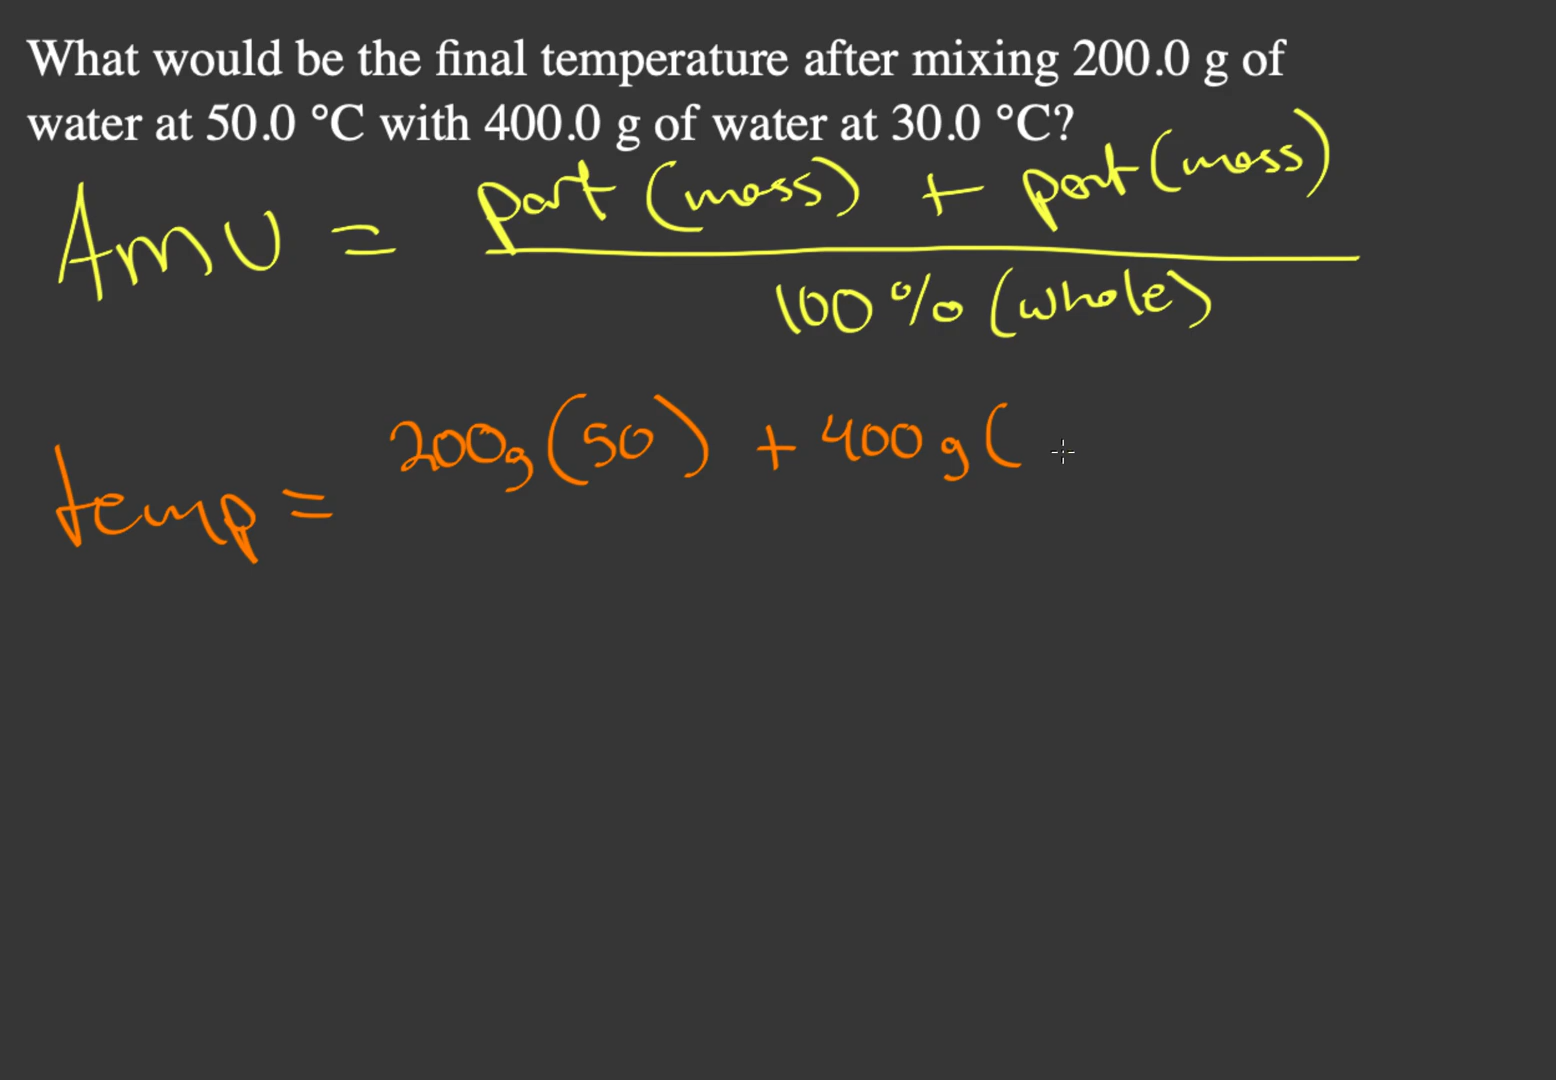 What would be the final temperature after mixing 200.0 g of
water at 50.0 °C with 400.0 g of water at 30.0 °C?
Amu = part (mass) + part (mass)
100% (whole)
temp = 200g (50) + 400g (